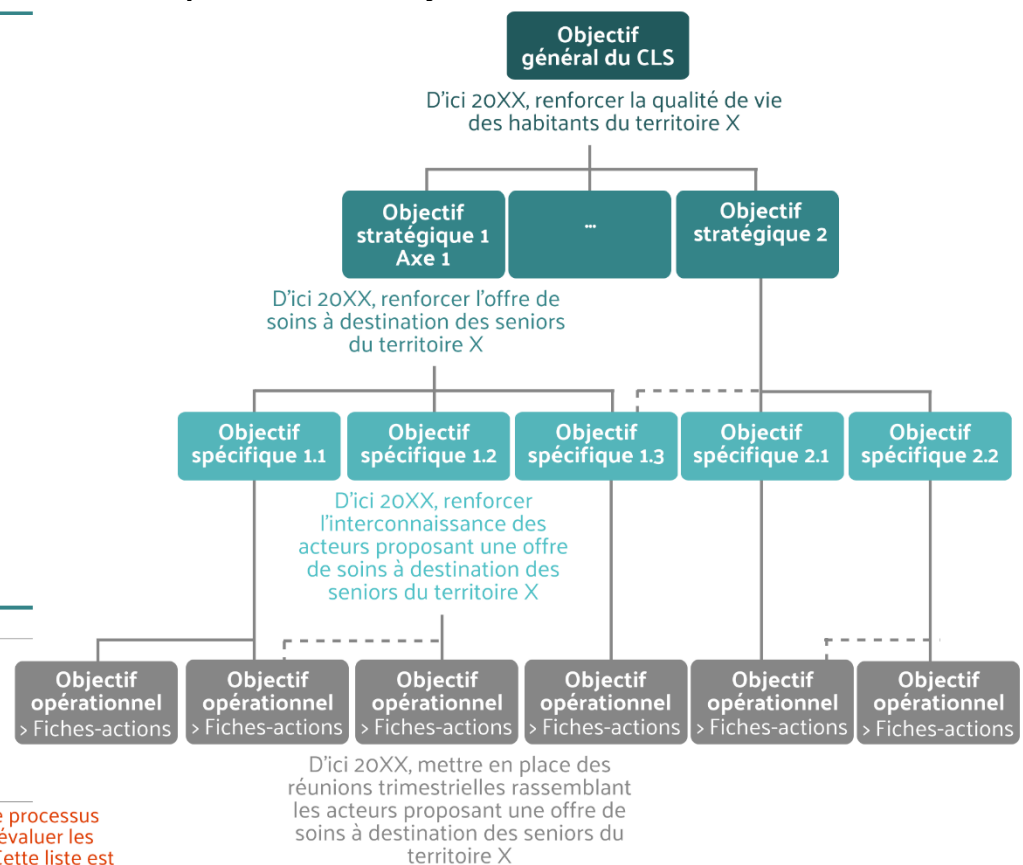 Objectif
général du CLS
D'ici 20XX, renforcer la qualité de vie
des habitants du territoire X
Objectif
stratégique 1
Axe 1
...
Objectif
stratégique 2
D'ici 20XX, renforcer l'offre de
soins à destination des seniors
du territoire X
Objectif
spécifique 1.1
Objectif
spécifique 1.2
Objectif
spécifique 1.3
Objectif
spécifique 2.1
Objectif
spécifique 2.2
D'ici 20XX, renforcer
l'interconnaissance des
acteurs proposant une offre
de soins à destination des
seniors du territoire X
Objectif
opérationnel
> Fiches-actions
Objectif
opérationnel
> Fiches-actions
Objectif
opérationnel
> Fiches-actions
Objectif
opérationnel
> Fiches-actions
Objectif
opérationnel
> Fiches-actions
Objectif
opérationnel
> Fiches-actions
D'ici 20XX, mettre en place des
réunions trimestrielles rassemblant
les acteurs proposant une offre de
soins à destination des seniors du
territoire X
processus
évaluer les
Cette liste est